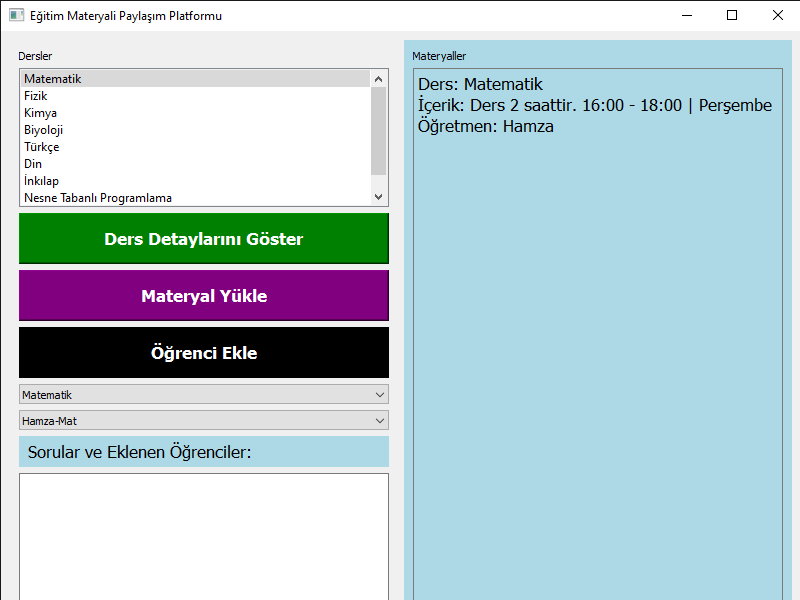 Eğitim Materyali Paylaşım Platformu
Dersler
Matematik
Fizik
Kimya
Biyoloji
Türkçe
Din
İnkılap
Nesne Tabanlı Programlama
Ders Detaylarını Göster
Materyal Yükle
Öğrenci Ekle
Matematik
Hamza-Mat
Sorular ve Eklenen Öğrenciler:
Materyaller
Ders: Matematik
İçerik: Ders 2 saattir. 16:00 - 18:00 | Perşembe
Öğretmen: Hamza